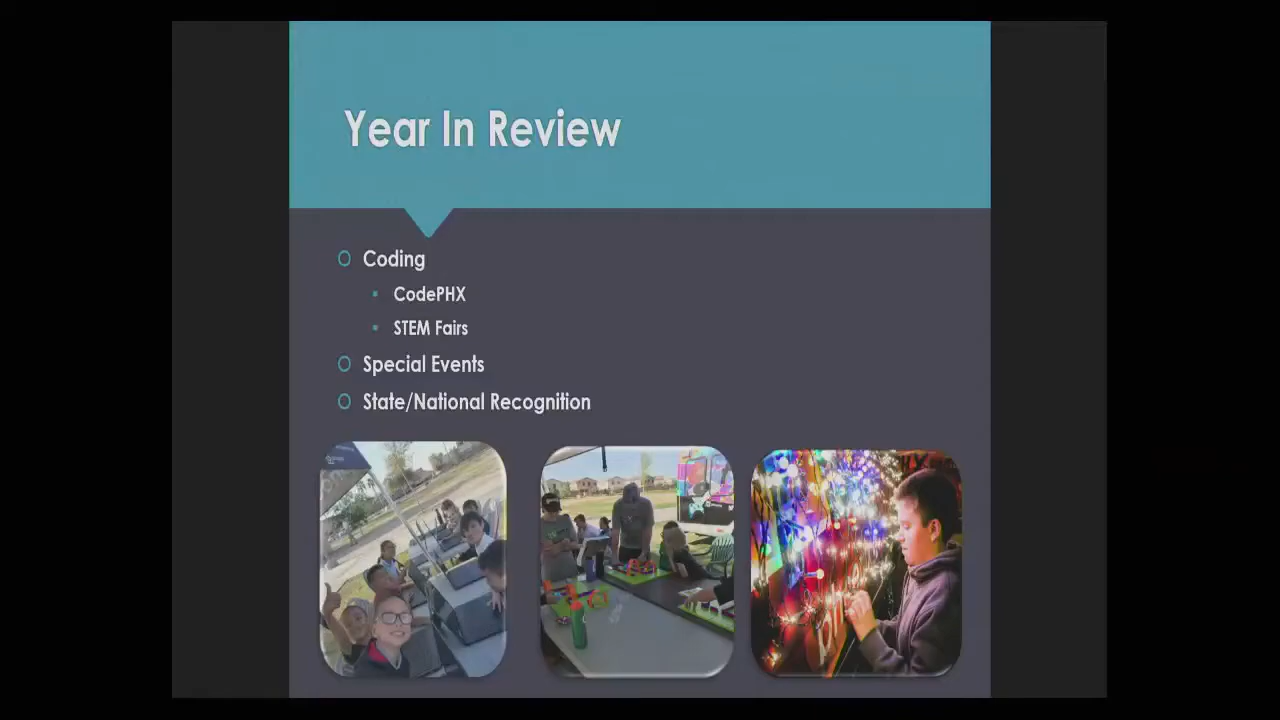 Year In Review
Coding
CodePHX
STEM Fairs
Special Events
State/National Recognition